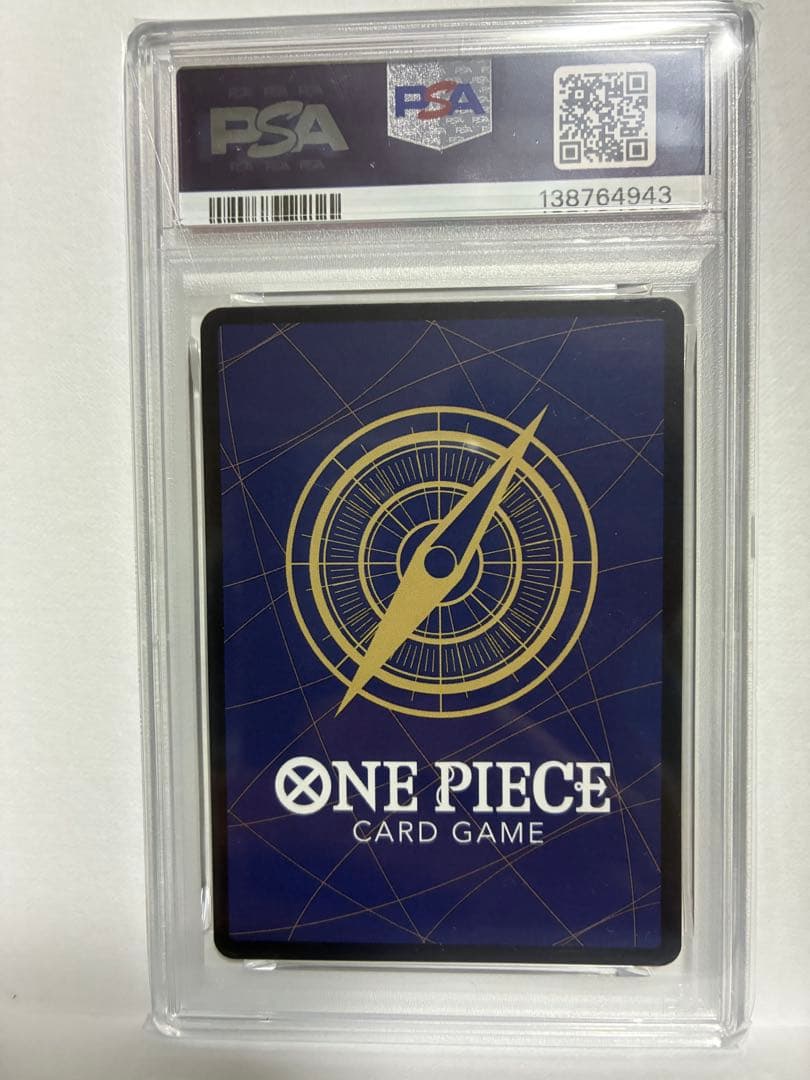 PSA
PSA
138764943
ONE PIECE
CARD GAME